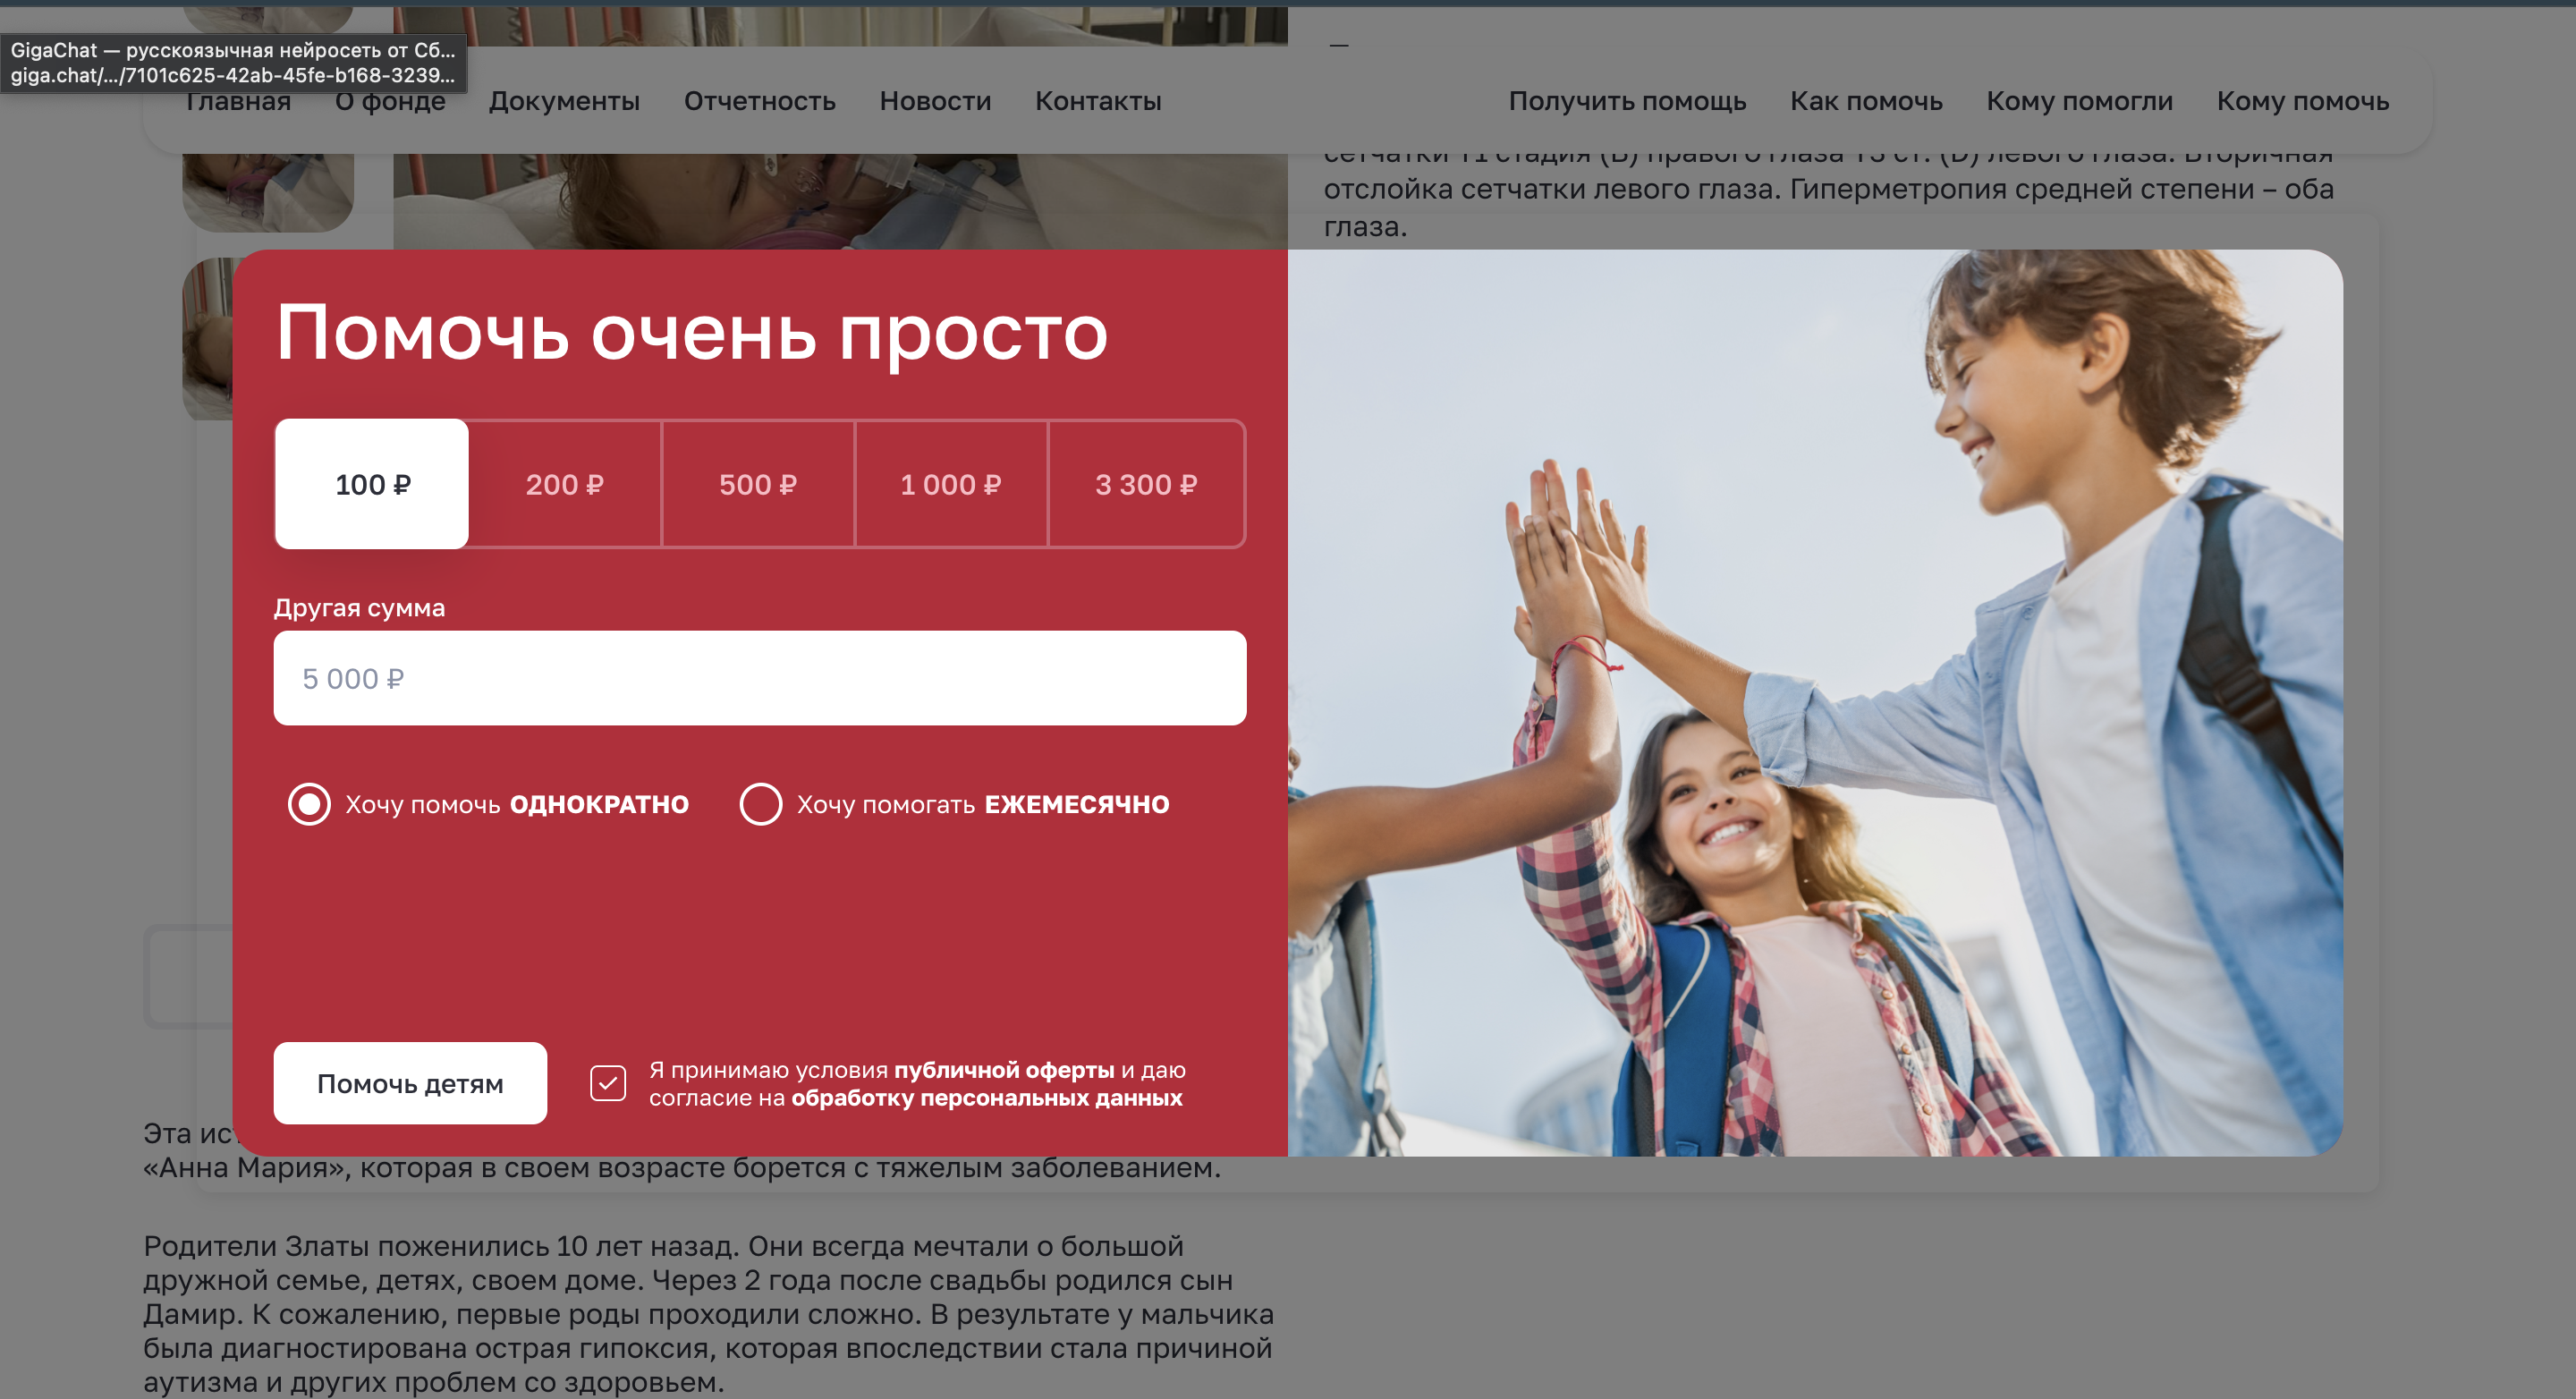 GigaChat — русскоязычная нейросеть от Сб...
giga.chat/.../7101c625-42ab-45fe-b168-3239...
Главная О фонде Документы Отчетность Новости Контакты Получить помощь Как помочь Кому помогли Кому помочь
сетчатки T1 стадия (B) правого глаза T3 ст. (D) левого глаза. Вторичная
отслойка сетчатки левого глаза. Гиперметропия средней степени – оба
глаза.
Помочь очень просто
100 ₽ 200 ₽ 500 ₽ 1 000 ₽ 3 300 ₽
Другая сумма
5 000 ₽
Хочу помочь ОДНОКРАТНО Хочу помогать ЕЖЕМЕСЯЧНО
Помочь детям
Я принимаю условия публичной оферты и даю
согласие на обработку персональных данных
Эта
«Анна Мария», которая в своем возрасте борется с тяжелым заболеванием.
Родители Златы поженились 10 лет назад. Они всегда мечтали о большой
дружной семье, детях, своем доме. Через 2 года после свадьбы родился сын
Дамир. К сожалению, первые роды проходили сложно. В результате у мальчика
была диагностирована острая гипоксия, которая впоследствии стала причиной
аутизма и других проблем со здоровьем.